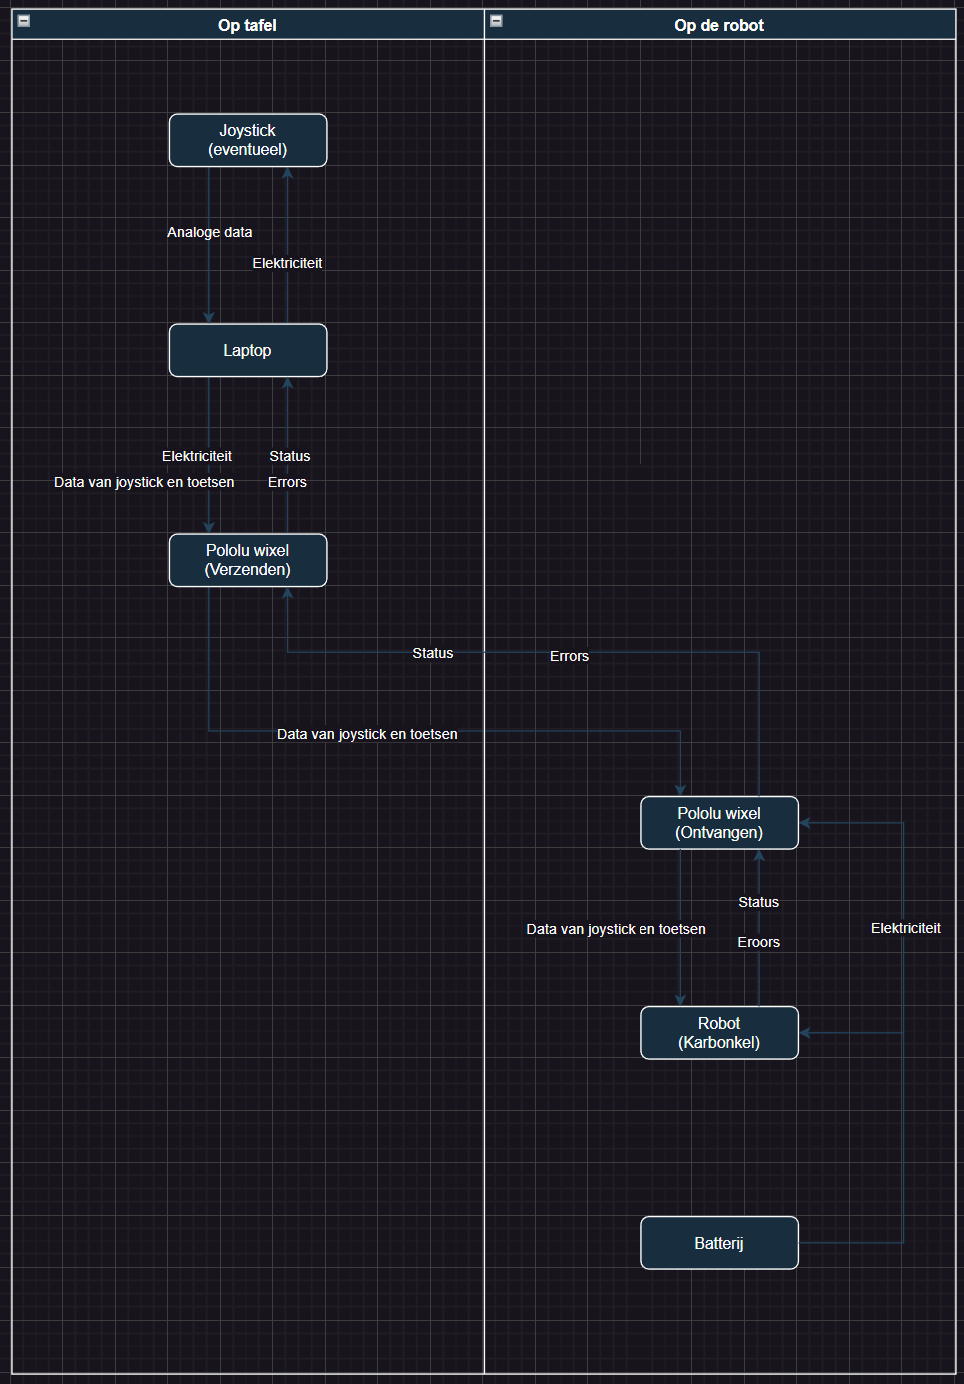 Op tafel
Op de robot
Joystick
(eventueel)
Analoge data
Elektriciteit
Laptop
Elektriciteit
Status
Data van joystick en toetsen
Errors
Pololu wixel
(Verzenden)
Status
Errors
Data van joystick en toetsen
Pololu wixel
(Ontvangen)
Status
Data van joystick en toetsen
Elektriciteit
Eroors
Robot
(Karbonkel)
Batterij